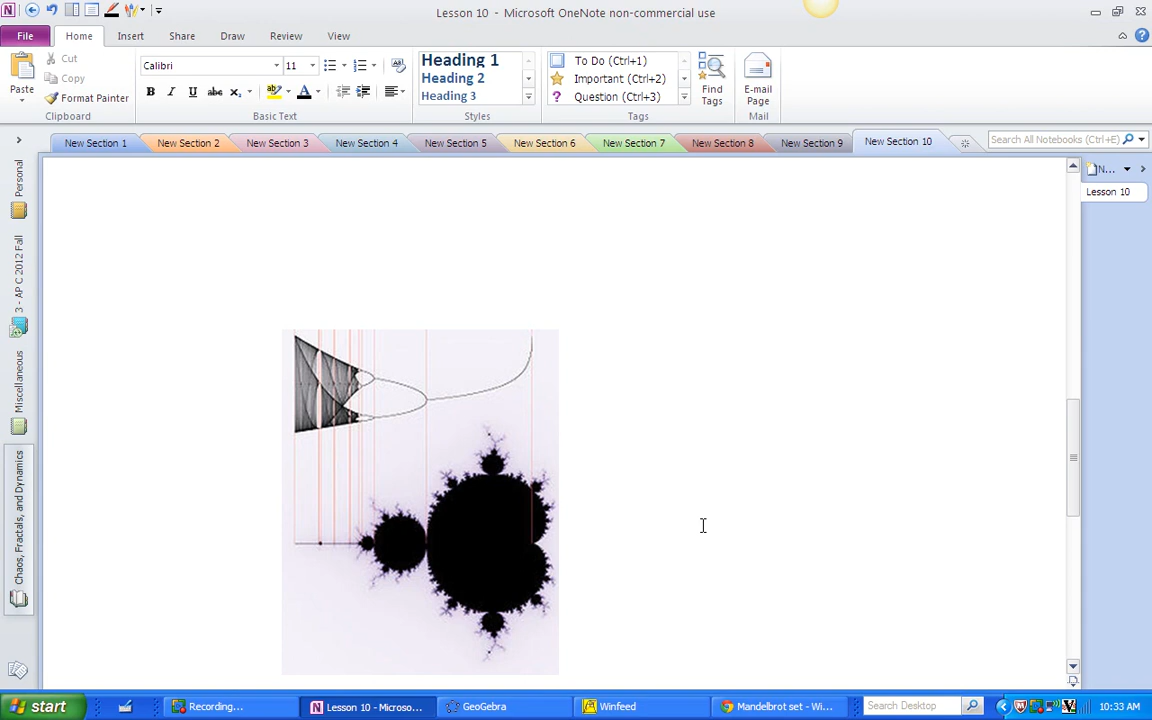 Lesson 10 - Microsoft OneNote non-commercial use
File Home Insert Share Draw Review View
Paste
Cut
Copy
Format Painter
Clipboard
Calibri 11
B I U abc x₂ A
Basic Text
Heading 1
Heading 2
Heading 3
Styles
To Do (Ctrl+1)
Important (Ctrl+2)
? Question (Ctrl+3)
Find
Tags
Tags
E-mail
Page
Mail
New Section 1 New Section 2 New Section 3 New Section 4 New Section 5 New Section 6 New Section 7 New Section 8 New Section 9 New Section 10
Search All Notebooks (Ctrl+E)
N...
Lesson 10
Personal
3 - AP C 2012 Fall
Miscellaneous
Chaos, Fractals, and Dynamics
start
Recording...
Lesson 10 - Microso...
GeoGebra
Winfeed
Mandelbrot set - Wi...
Search Desktop
10:33 AM